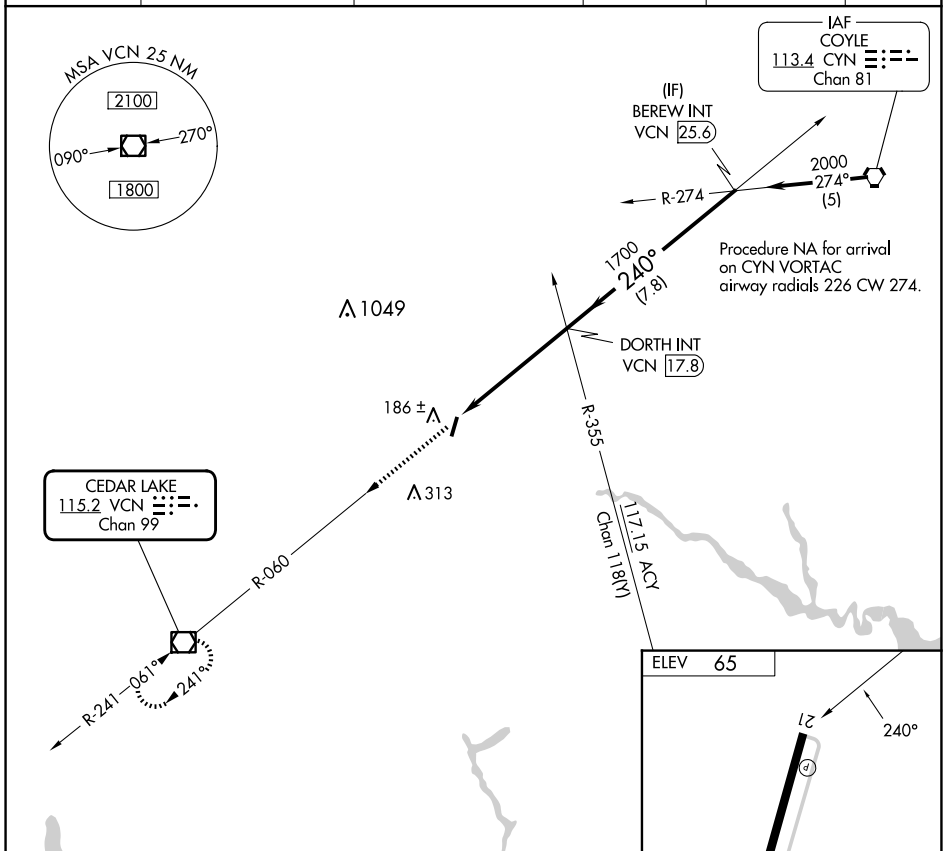 MSA VCN 25 NM
2100
090°
270°
1800
IAF
COYLE
113.4 CYN
Chan 81
(IF)
BEREW INT
VCN 25.6
2000
274°
(5)
R-274
Procedure NA for arrival
on CYN VORTAC
airway radials 226 CW 274.
1700
240°
(7.8)
1049
DORTH INT
VCN 17.8
186 ±
R-355
313
CEDAR LAKE
115.2 VCN
Chan 99
117.15 ACY
Chan 118(Y)
R-060
R-241
061°
241°
ELEV 65
21
240°
P